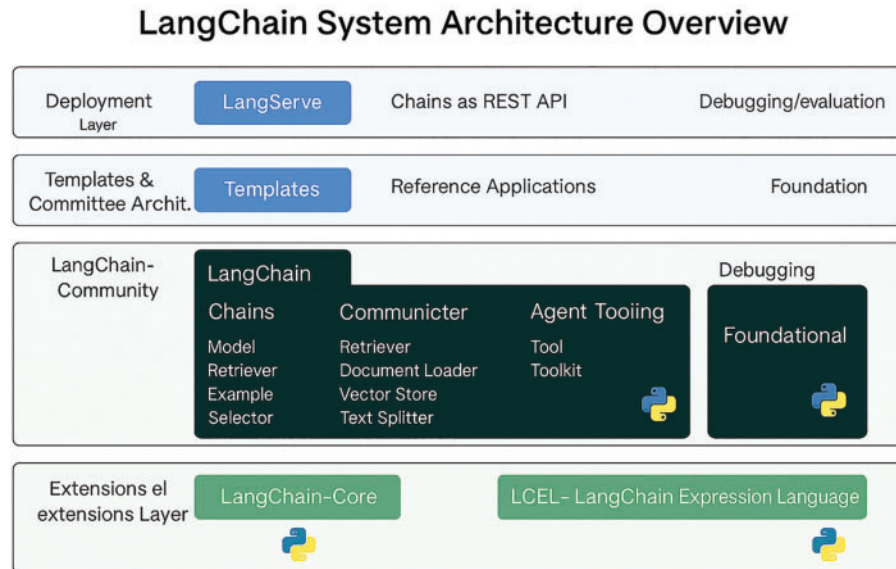 LangChain System Architecture Overview
Deployment
Layer
LangServe
Chains as REST API
Debugging/evaluation
Templates &
Committee Archit.
Templates
Reference Applications
Foundation
LangChain-
Community
LangChain
Chains
Model
Retriever
Example
Selector
Communicter
Retriever
Document Loader
Vector Store
Text Splitter
Agent Tooiing
Tool
Toolkit
Debugging
Foundational
Extensions el
extensions Layer
LangChain-Core
LCEL- LangChain Expression Language